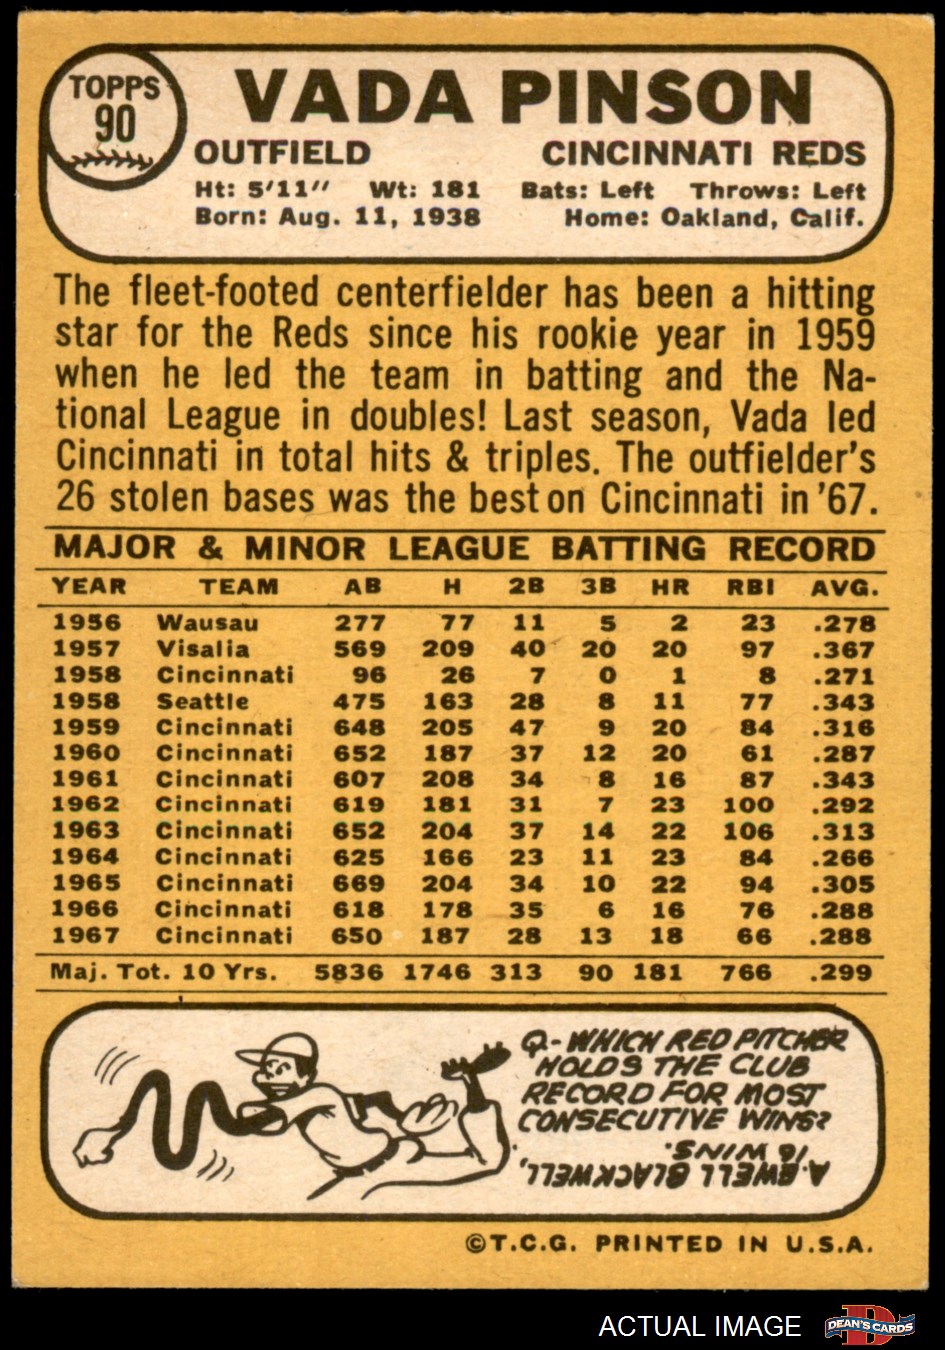 TOPPS
90
VADA PINSON
OUTFIELD CINCINNATI REDS
Ht: 5'11" Wt: 181 Bats: Left Throws: Left
Born: Aug. 11, 1938 Home: Oakland, Calif.
The fleet-footed centerfielder has been a hitting
star for the Reds since his rookie year in 1959
when he led the team in batting and the Na-
tional League in doubles! Last season, Vada led
Cincinnati in total hits & triples. The outfielder's
26 stolen bases was the best on Cincinnati in '67.
MAJOR & MINOR LEAGUE BATTING RECORD
YEAR TEAM AB H 2B 3B HR RBI AVG.
1956 Wausau 277 77 11 5 2 23 .278
1957 Visalia 569 209 40 20 20 97 .367
1958 Cincinnati 96 26 7 0 1 8 .271
1958 Seattle 475 163 28 8 11 77 .343
1959 Cincinnati 648 205 47 9 20 84 .316
1960 Cincinnati 652 187 37 12 20 61 .287
1961 Cincinnati 607 208 34 8 16 87 .343
1962 Cincinnati 619 181 31 7 23 100 .292
1963 Cincinnati 652 204 37 14 22 106 .313
1964 Cincinnati 625 166 23 11 23 84 .266
1965 Cincinnati 669 204 34 10 22 94 .305
1966 Cincinnati 618 178 35 6 16 76 .288
1967 Cincinnati 650 187 28 13 18 66 .288
Maj. Tot. 10 Yrs. 5836 1746 313 90 181 766 .299
Q-WHICH RED PITCHER
HOLDS THE CLUB
RECORD FOR MOST
CONSECUTIVE WINS?
A. EWELL BLACKWELL,
16 WINS.
©T.C.G. PRINTED IN U.S.A.
ACTUAL IMAGE
D
DEAN'S CARDS